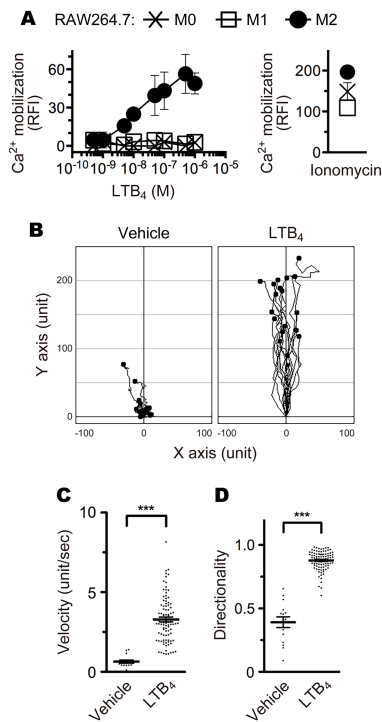 A RAW264.7: M0 M1 M2
Ca²⁺ mobilization (RFI)
60
30
0
10⁻¹⁰ 10⁻⁹ 10⁻⁸ 10⁻⁷ 10⁻⁶ 10⁻⁵
LTB₄ (M)
Ca²⁺ mobilization (RFI)
200
100
0
Ionomycin
B
Vehicle LTB₄
Y axis (unit)
200
100
0
-100 0 100 -100 0 100
X axis (unit)
C
***
Velocity (unit/sec)
10
5
0
Vehicle LTB₄
D
***
Directionality
1.0
0.5
0
Vehicle LTB₄